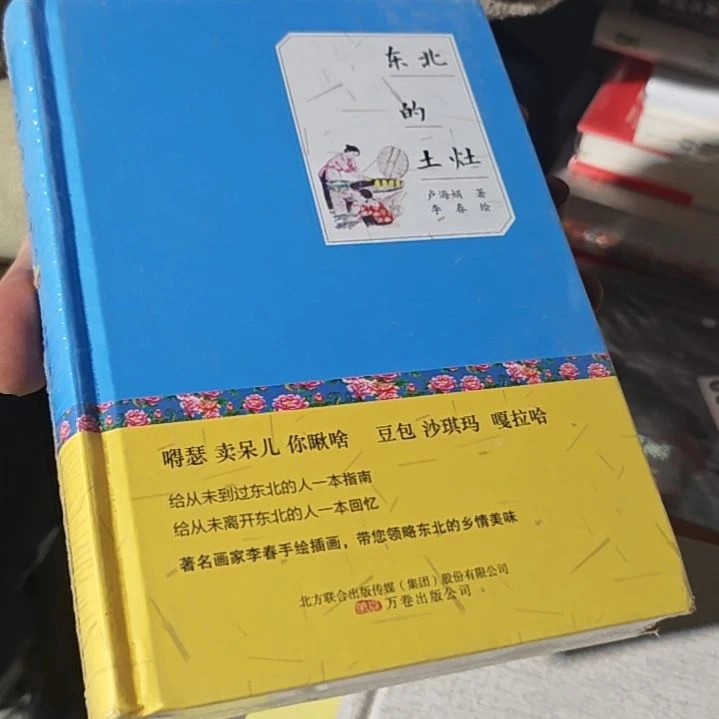 东北
的
土灶
卢海娟 著
李春 绘
嘚瑟 卖呆儿 你瞅啥 豆包 沙琪玛 嘎拉哈
给从未到过东北的人一本指南
给从未离开东北的人一本回忆
著名画家李春手绘插画，带您领略东北的乡情美味
北方联合出版传媒（集团）股份有限公司
万卷出版公司